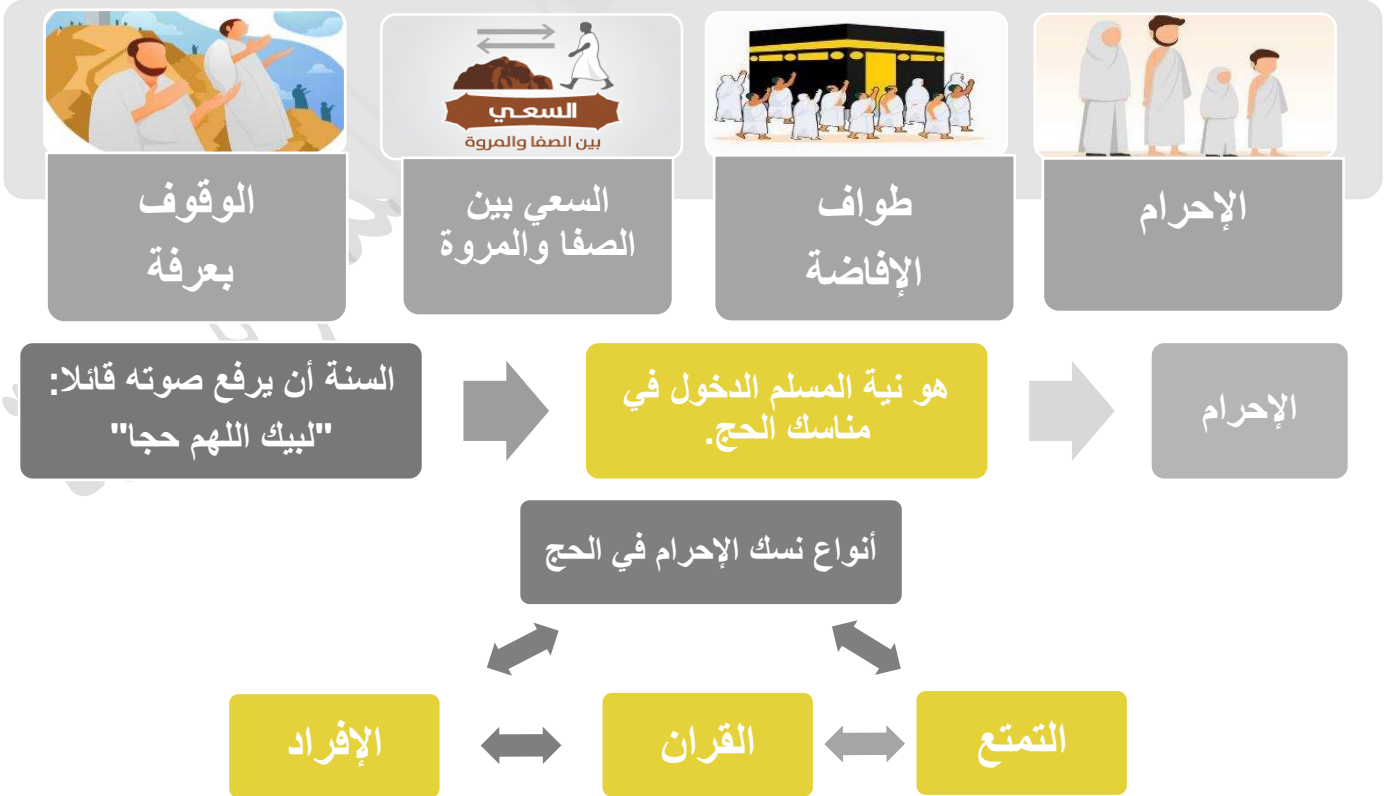 السعي
بين الصفا والمروة
الإحرام
طواف
الإفاضة
السعي بين
الصفا والمروة
الوقوف
بعرفة
الإحرام
هو نية المسلم الدخول في
مناسك الحج.
السنة أن يرفع صوته قائلا:
"لبيك اللهم حجا"
أنواع نسك الإحرام في الحج
التمتع
القران
الإفراد